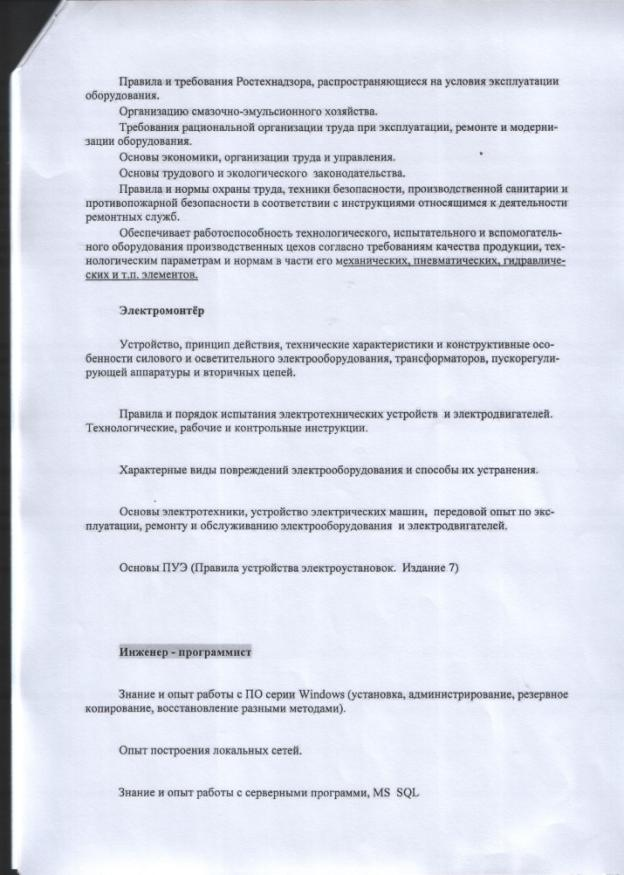 Правила и требования Ростехнадзора, распространяющиеся на условия эксплуатации
оборудования.
Организацию смазочно-эмульсионного хозяйства.
Требования рациональной организации труда при эксплуатации, ремонте и модерни-
зации оборудования.
Основы экономики, организации труда и управления.
Основы трудового и экологического законодательства.
Правила и нормы охраны труда, техники безопасности, производственной санитарии и
противопожарной безопасности в соответствии с инструкциями относящимся к деятельности
ремонтных служб.
Обеспечивает работоспособность технологического, испытательного и вспомогатель-
ного оборудования производственных цехов согласно требованиям качества продукции, тех-
нологическим параметрам и нормам в части его механических, пневматических, гидравличе-
ских и т.п. элементов.
Электромонтёр
Устройство, принцип действия, технические характеристики и конструктивные осо-
бенности силового и осветительного электрооборудования, трансформаторов, пускорегули-
рующей аппаратуры и вторичных цепей.
Правила и порядок испытания электротехнических устройств и электродвигателей.
Технологические, рабочие и контрольные инструкции.
Характерные виды повреждений электрооборудования и способы их устранения.
Основы электротехники, устройство электрических машин, передовой опыт по экс-
плуатации, ремонту и обслуживанию электрооборудования и электродвигателей.
Основы ПУЭ (Правила устройства электроустановок. Издание 7)
Инженер - программист
Знание и опыт работы с ПО серии Windows (установка, администрирование, резервное
копирование, восстановление разными методами).
Опыт построения локальных сетей.
Знание и опыт работы с серверными программи, MS SQL